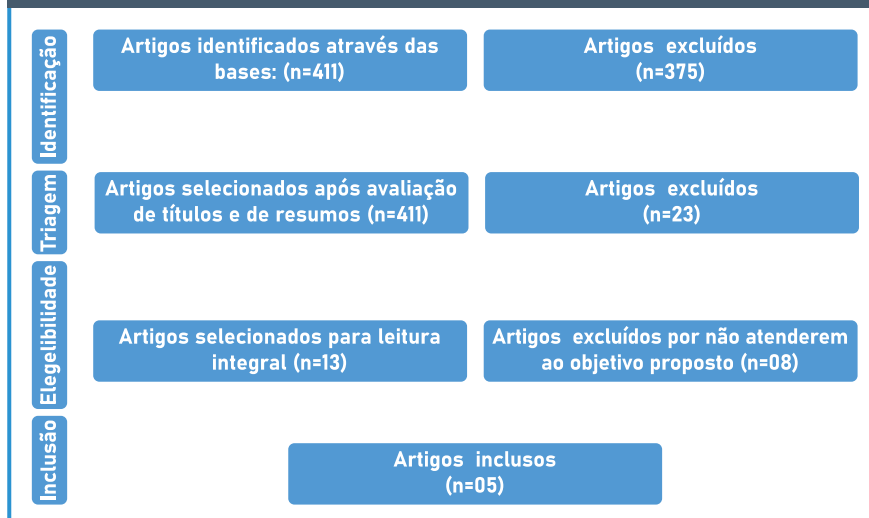 Identificação
Artigos identificados através das
bases: (n=411)
Artigos excluídos
(n=375)
Triagem
Artigos selecionados após avaliação
de títulos e de resumos (n=411)
Artigos excluídos
(n=23)
Elegelibilidade
Artigos selecionados para leitura
integral (n=13)
Artigos excluídos por não atenderem
ao objetivo proposto (n=08)
Inclusão
Artigos inclusos
(n=05)